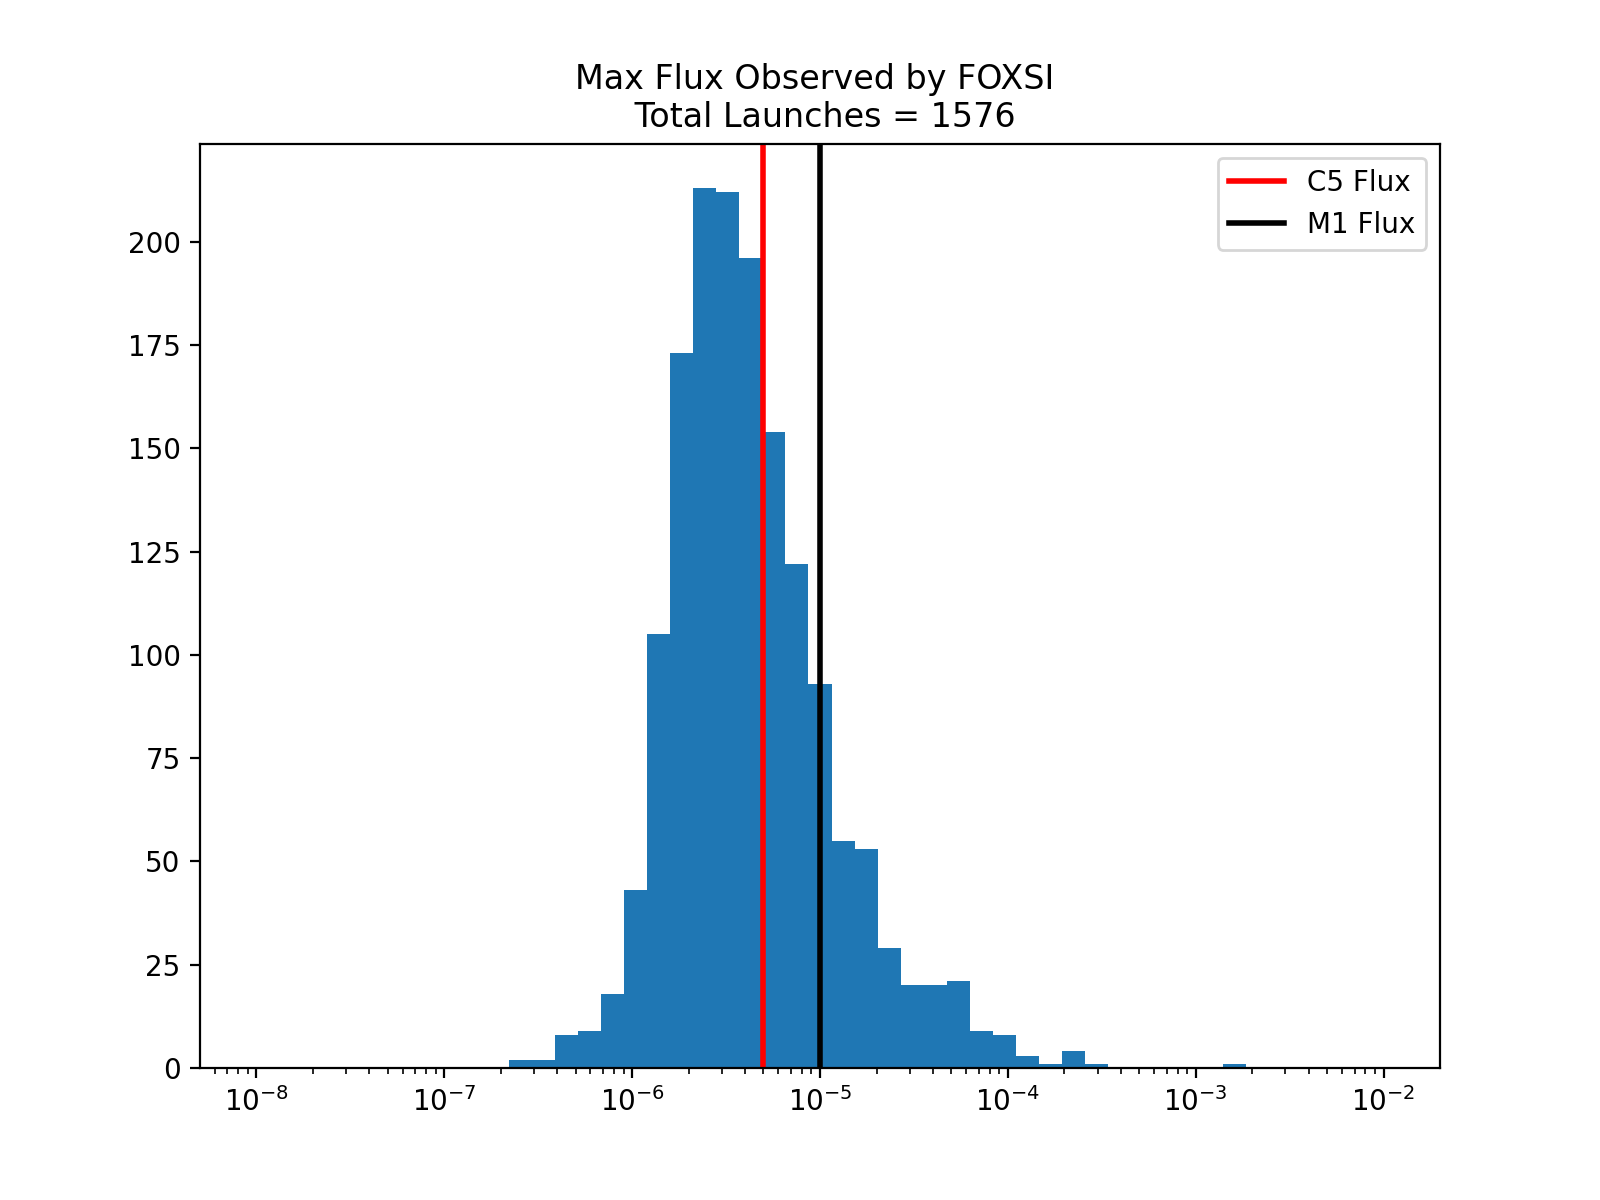 Max Flux Observed by FOXSI
Total Launches = 1576
C5 Flux
M1 Flux
200
175
150
125
100
75
50
25
0
10⁻⁸ 10⁻⁷ 10⁻⁶ 10⁻⁵ 10⁻⁴ 10⁻³ 10⁻²